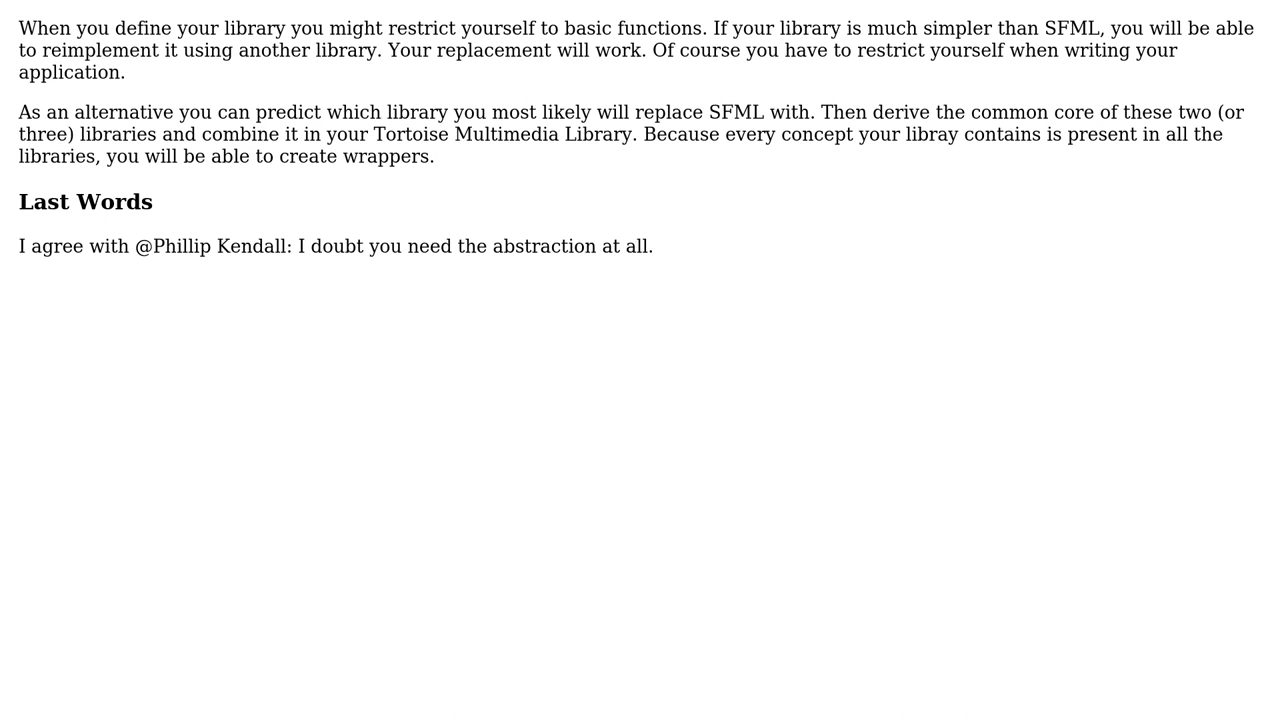 When you define your library you might restrict yourself to basic functions. If your library is much simpler than SFML, you will be able
to reimplement it using another library. Your replacement will work. Of course you have to restrict yourself when writing your
application.
As an alternative you can predict which library you most likely will replace SFML with. Then derive the common core of these two (or
three) libraries and combine it in your Tortoise Multimedia Library. Because every concept your libray contains is present in all the
libraries, you will be able to create wrappers.
Last Words
I agree with @Phillip Kendall: I doubt you need the abstraction at all.